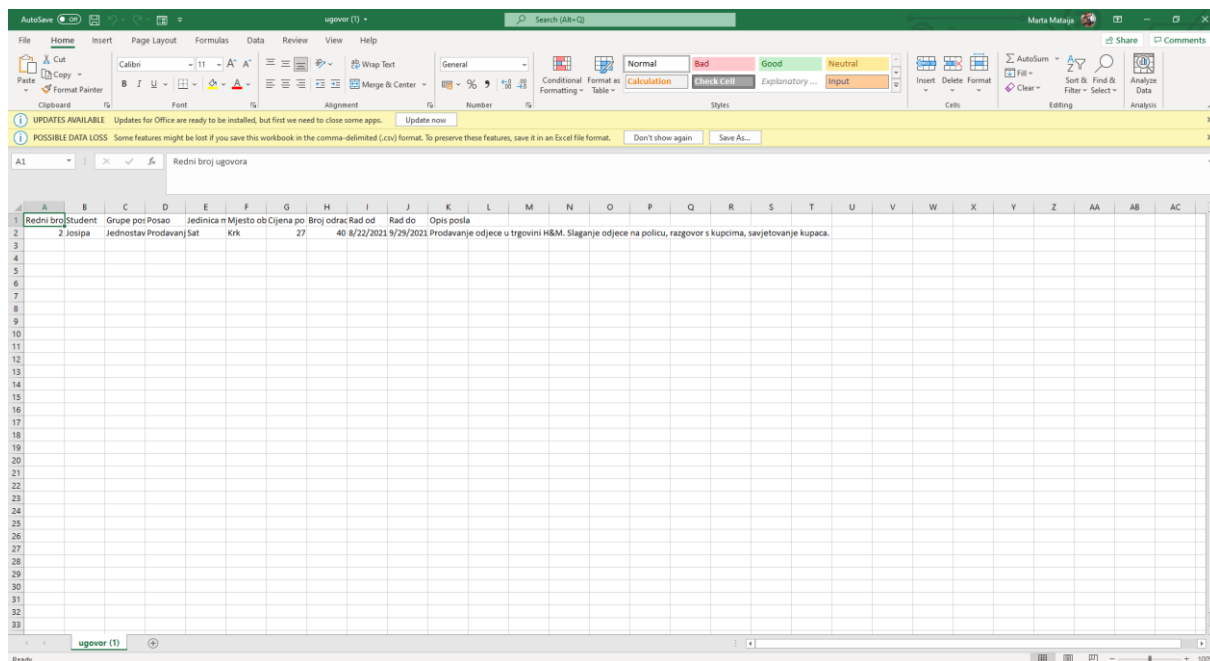 AutoSave Off ugovor (1) Search (Alt+Q) Marta Mataija
File Home Insert Page Layout Formulas Data Review View Help Share Comments
Paste Cut Copy Format Painter Clipboard
Calibri 11 A^ A˅ B I U A Font
Wrap Text Merge & Center Alignment
General % 9 Number
Conditional Formatting Format as Table Normal Bad Good Neutral Calculation Check Cell Explanatory ... Input Styles
Insert Delete Format Cells
AutoSum Fill Clear Sort & Filter Find & Select Editing
Analyze Data Analysis
UPDATES AVAILABLE Updates for Office are ready to be installed, but first we need to close some apps. Update now
POSSIBLE DATA LOSS Some features might be lost if you save this workbook in the comma-delimited (.csv) format. To preserve these features, save it in an Excel file format. Don't show again Save As...
A1 fx Redni broj ugovora
A B C D E F G H I J K L M N O P Q R S T U V W X Y Z AA AB AC
1 Redni bro Student Grupe pos Posao Jedinica n Mjesto ob Cijena po Broj odrac Rad od Rad do Opis posla
2 2 Josipa Jednostav Prodavanj Sat Krk 27 40 8/22/2021 9/29/2021 Prodavanje odjece u trgovini H&M. Slaganje odjece na policu, razgovor s kupcima, savjetovanje kupaca.
3
4
5
6
7
8
9
10
11
12
13
14
15
16
17
18
19
20
21
22
23
24
25
26
27
28
29
30
31
32
33
ugovor (1)
Ready 100%